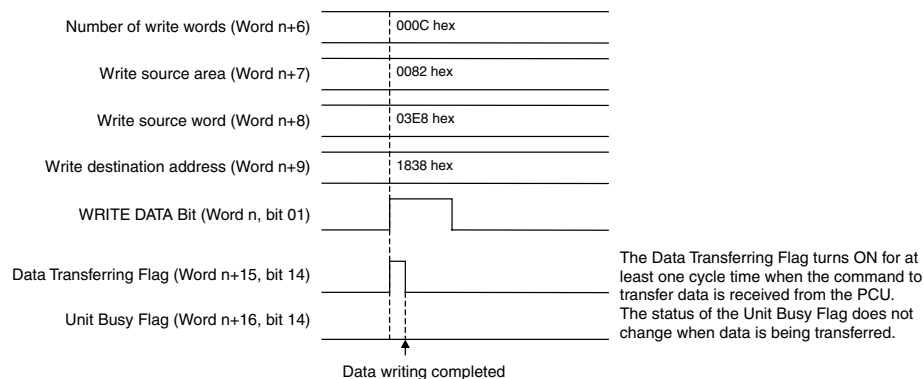 Number of write words (Word n+6)
000C hex
Write source area (Word n+7)
0082 hex
Write source word (Word n+8)
03E8 hex
Write destination address (Word n+9)
1838 hex
WRITE DATA Bit (Word n, bit 01)
Data Transferring Flag (Word n+15, bit 14)
Unit Busy Flag (Word n+16, bit 14)
The Data Transferring Flag turns ON for at
least one cycle time when the command to
transfer data is received from the PCU.
The status of the Unit Busy Flag does not
change when data is being transferred.
Data writing completed